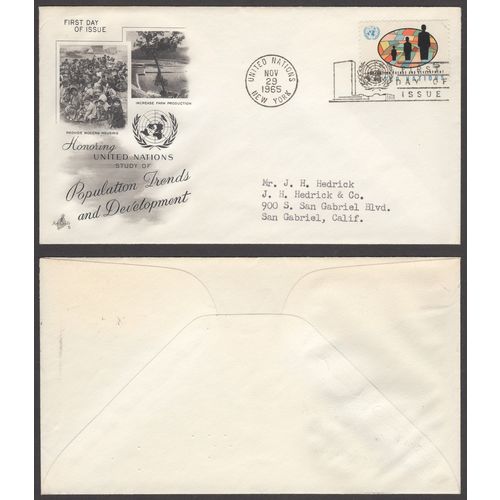 FIRST DAY
OF ISSUE
INCREASE FARM PRODUCTION
PROVIDE MODERN HOUSING
Honoring
UNITED NATIONS
STUDY OF
Population Trends
and Development
UNITED NATIONS
NOV
29
1965
NEW YORK
DAY
ISSUE
Mr. J. H. Hedrick
J. H. Hedrick & Co.
900 S. San Gabriel Blvd.
San Gabriel, Calif.